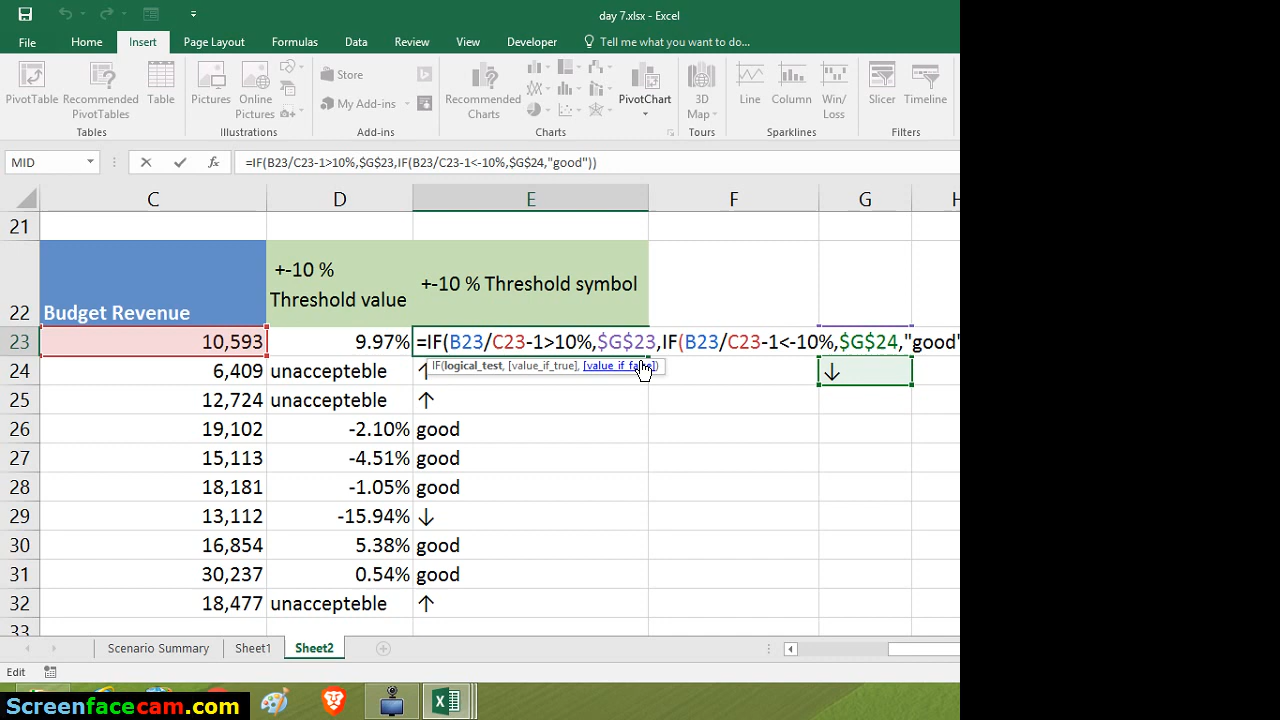 day 7.xlsx - Excel
File Home Insert Page Layout Formulas Data Review View Developer Tell me what you want to do...
PivotTable Recommended PivotTables Table Pictures Online Pictures Store My Add-ins Recommended Charts PivotChart 3D Map Line Column Win/Loss Slicer Timeline
Tables Illustrations Add-ins Charts Tours Sparklines Filters
MID =IF(B23/C23-1>10%,$G$23,IF(B23/C23-1<-10%,$G$24,"good"))
C D E F G H
21
22 Budget Revenue +-10 % Threshold value +-10 % Threshold symbol
23 10,593 9.97% =IF(B23/C23-1>10%,$G$23,IF(B23/C23-1<-10%,$G$24,"good"
IF(logical_test, [value_if_true], [value_if_false])
24 6,409 unaccepteble ↑ ↓
25 12,724 unaccepteble ↑
26 19,102 -2.10% good
27 15,113 -4.51% good
28 18,181 -1.05% good
29 13,112 -15.94% ↓
30 16,854 5.38% good
31 30,237 0.54% good
32 18,477 unaccepteble ↑
33
Scenario Summary Sheet1 Sheet2
Edit
Screenfacecam.com